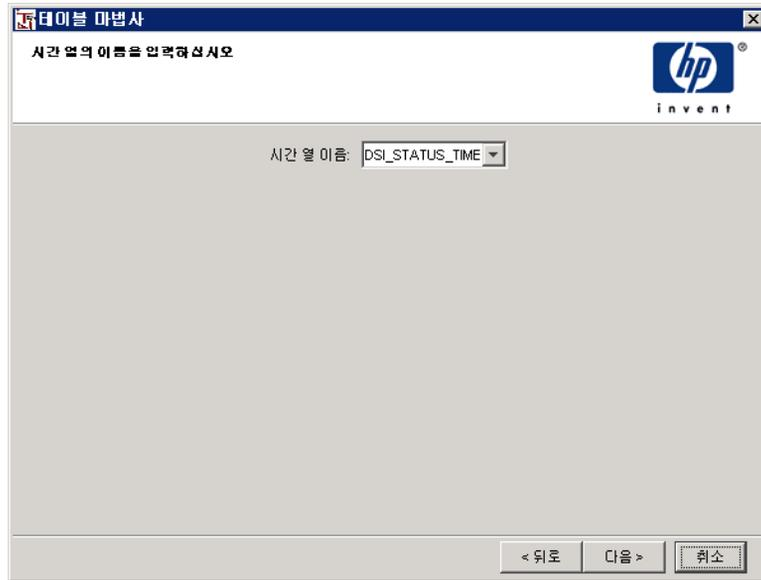 테이블 마법사
시간 열의 이름을 입력하십시오
hp
®
invent
시간 열 이름: DSI_STATUS_TIME
< 뒤로 다음 > 취소